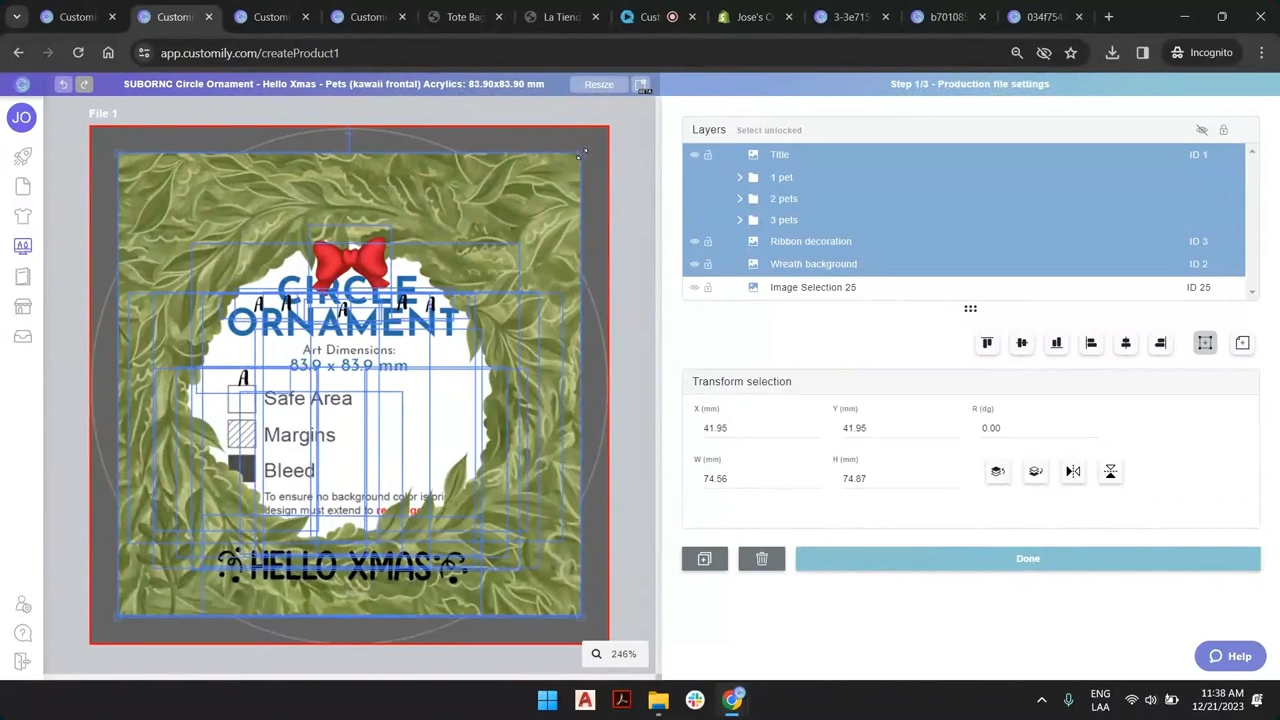 Customi
Customi
Customi
Customi
Tote Bag
La Tiend
Cust
Jose's C
3-3e715
b70108
034f754
app.customily.com/createProduct1
Incognito
SUBORNC Circle Ornament - Hello Xmas - Pets (kawaii frontal) Acrylics: 83.90x83.90 mm
Resize
BETA
Step 1/3 - Production file settings
JO
File 1
Layers
Select unlocked
Title
ID 1
1 pet
2 pets
3 pets
Ribbon decoration
ID 3
Wreath background
ID 2
Image Selection 25
ID 25
CIRCLE
A A A A A
ORNAMENT
Art Dimensions:
83.9 x 83.9 mm
A
Safe Area
Margins
Bleed
To ensure no background color is pri
design must extend to
HELLO XMAS
Transform selection
X (mm)
Y (mm)
R (dg)
41.95
41.95
0.00
W (mm)
H (mm)
74.56
74.87
Done
246%
Help
ENG
LAA
11:38 AM
12/21/2023